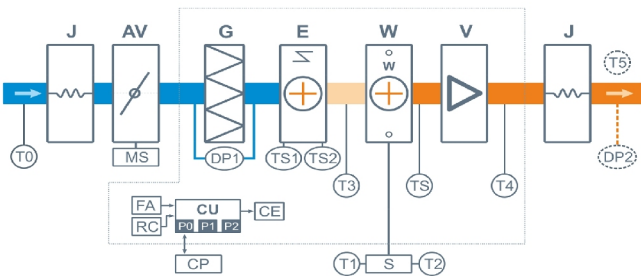 J AV G E W V J
W
T5
T0 MS DP1 TS1 TS2 T3 TS T4 DP2
FA CU CE
RC P0 P1 P2
CP T1 S T2